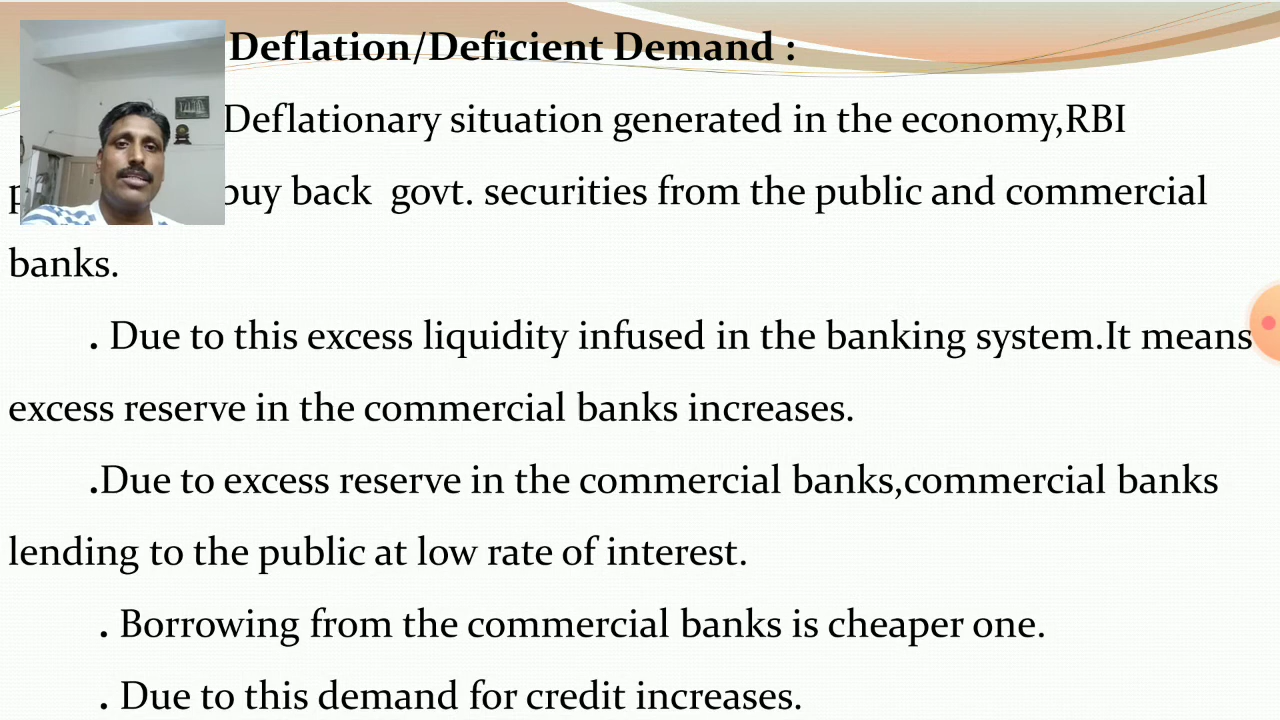 Deflation/Deficient Demand :
Deflationary situation generated in the economy,RBI
buy back govt. securities from the public and commercial
banks.
. Due to this excess liquidity infused in the banking system.It means
excess reserve in the commercial banks increases.
.Due to excess reserve in the commercial banks,commercial banks
lending to the public at low rate of interest.
. Borrowing from the commercial banks is cheaper one.
. Due to this demand for credit increases.